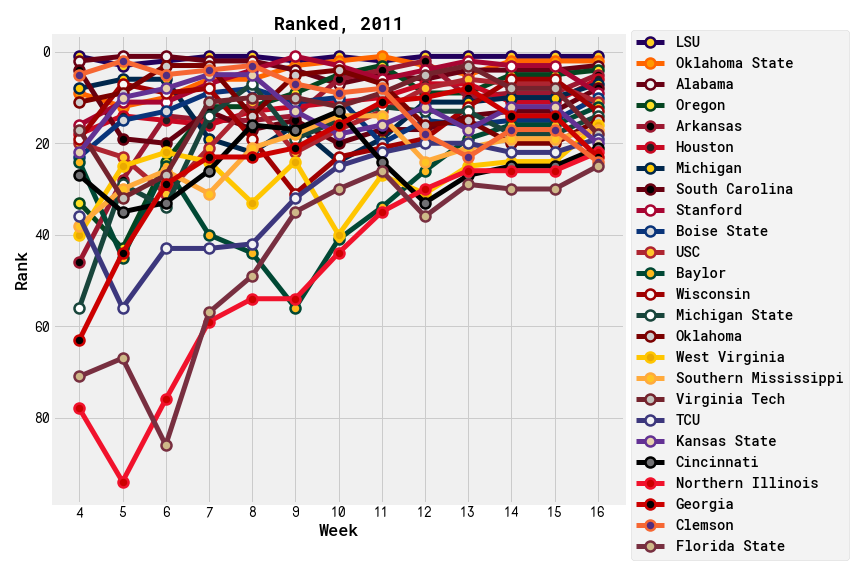 Ranked, 2011
0
20
40
60
80
Rank
4 5 6 7 8 9 10 11 12 13 14 15 16
Week
LSU
Oklahoma State
Alabama
Oregon
Arkansas
Houston
Michigan
South Carolina
Stanford
Boise State
USC
Baylor
Wisconsin
Michigan State
Oklahoma
West Virginia
Southern Mississippi
Virginia Tech
TCU
Kansas State
Cincinnati
Northern Illinois
Georgia
Clemson
Florida State